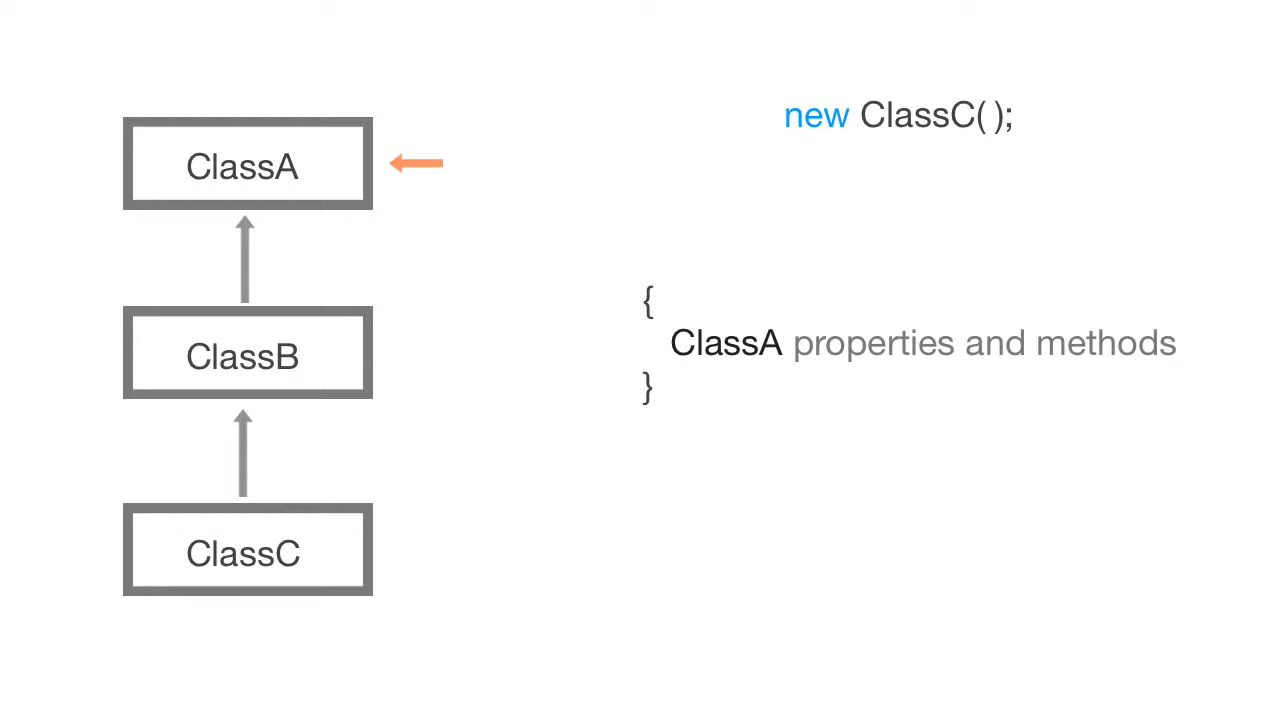 new ClassC( );
ClassA
ClassB
ClassC
{
ClassA properties and methods
}